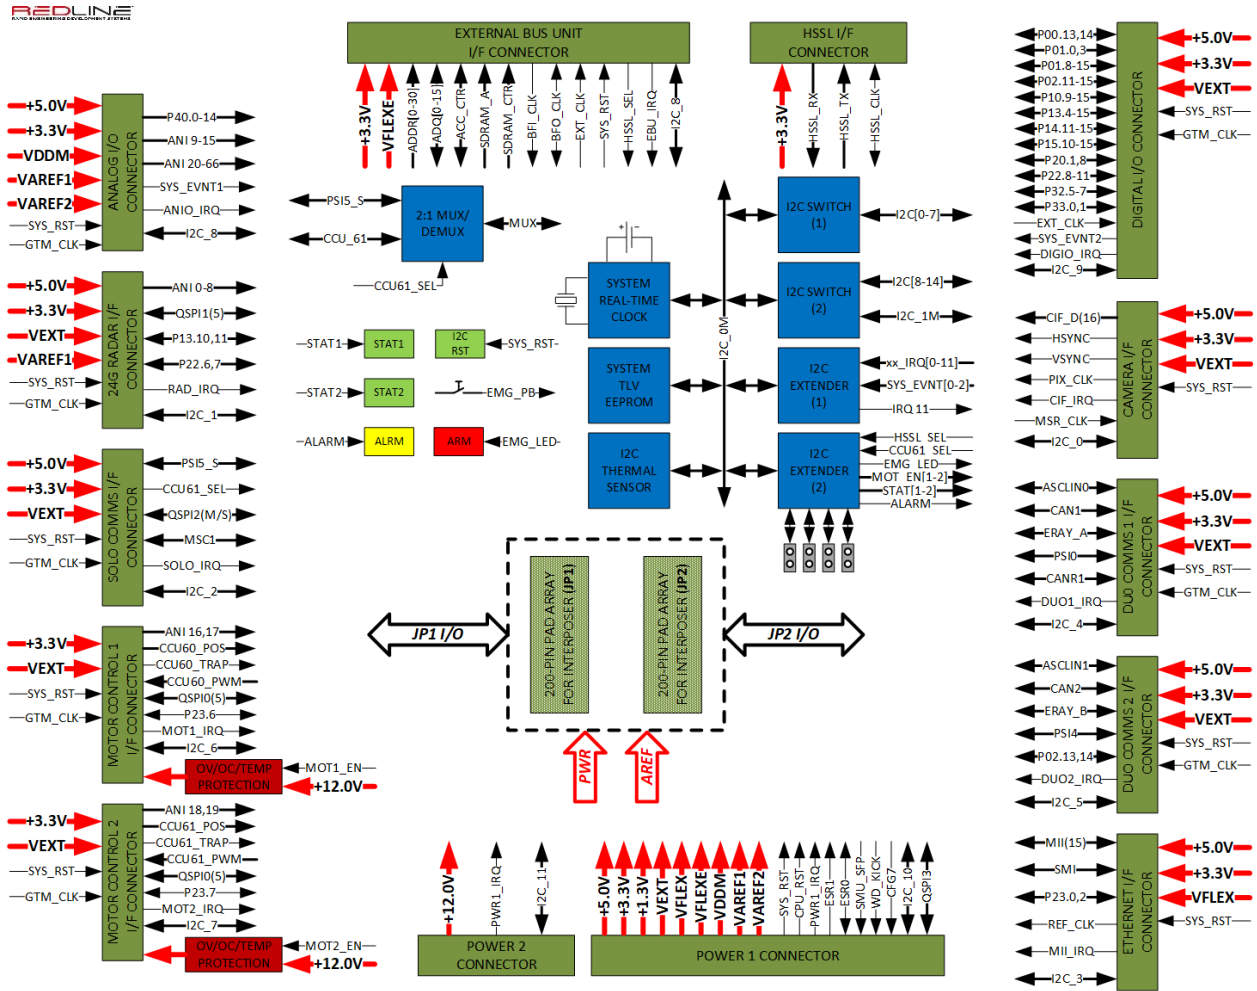 REDLINE
RAPID ENGINEERING DEVELOPMENT SYSTEMS
EXTERNAL BUS UNIT
I/F CONNECTOR
+3.3V
VFLEXE
ADDR[0-30]
ADQ[0-15]
ACC_CTR
SDRAM_A
SDRAM_CTR
BFI_CLK
BFO_CLK
EXT_CLK
SYS_RST
HSSL_SEL
EBU_IRQ
I2C_8
HSSL I/F
CONNECTOR
+3.3V
HSSL_RX
HSSL_TX
HSSL_CLK
ANALOG I/O
CONNECTOR
+5.0V
+3.3V
VDDM
VAREF1
VAREF2
SYS_RST
GTM_CLK
P40.0-14
ANI 9-15
ANI 20-66
SYS_EVNT1
ANIO_IRQ
I2C_8
24G RADAR I/F
CONNECTOR
+5.0V
+3.3V
VEXT
VAREF1
SYS_RST
GTM_CLK
ANI 0-8
QSPI1(5)
P13.10,11
P22.6,7
RAD_IRQ
I2C_1
SOLO COMMS I/F
CONNECTOR
+5.0V
+3.3V
VEXT
SYS_RST
GTM_CLK
PSI5_S
CCU61_SEL
QSPI2(M/S)
MSC1
SOLO_IRQ
I2C_2
MOTOR CONTROL 1
I/F CONNECTOR
+3.3V
VEXT
SYS_RST
GTM_CLK
ANI 16,17
CCU60_POS
CCU60_TRAP
CCU60_PWM
QSPI0(5)
P23.6
MOT1_IRQ
I2C_6
OV/OC/TEMP
PROTECTION
MOT1_EN
+12.0V
MOTOR CONTROL 2
I/F CONNECTOR
+3.3V
VEXT
SYS_RST
GTM_CLK
ANI 18,19
CCU61_POS
CCU61_TRAP
CCU61_PWM
QSPI0(5)
P23.7
MOT2_IRQ
I2C_7
OV/OC/TEMP
PROTECTION
MOT2_EN
+12.0V
PSI5_S
CCU_61
2:1 MUX/
DEMUX
MUX
CCU61_SEL
STAT1
STAT1
I2C
RST
SYS_RST
STAT2
STAT2
EMG_PB
ALARM
ALRM
ARM
EMG_LED
SYSTEM
REAL-TIME
CLOCK
SYSTEM
TLV
EEPROM
I2C
THERMAL
SENSOR
I2C_0M
I2C SWITCH
(1)
I2C[0-7]
I2C SWITCH
(2)
I2C[8-14]
I2C_1M
I2C
EXTENDER
(1)
xx_IRQ[0-11]
SYS_EVNT[0-2]
IRQ 11
I2C
EXTENDER
(2)
HSSL_SEL
CCU61_SEL
EMG_LED
MOT_EN[1-2]
STAT[1-2]
ALARM
JP1 I/O
200-PIN PAD ARRAY
FOR INTERPOSER (JP1)
200-PIN PAD ARRAY
FOR INTERPOSER (JP2)
JP2 I/O
PWR
AREF
+12.0V
PWR1_IRQ
I2C_11
POWER 2
CONNECTOR
+5.0V
+3.3V
+1.3V
VEXT
VFLEX
VFLEXE
VDDM
VAREF1
VAREF2
SYS_RST
CPU_RST
PWR1_IRQ
ESR1
ESR0
SMU_SFP
WD_KICK
CFG7
I2C_10
QSPI3
POWER 1 CONNECTOR
P00.13,14
P01.0,3
P01.8-15
P02.11-15
P10.9-15
P13.4-15
P14.11-15
P15.10-15
P20.1,8
P22.8-11
P32.5-7
P33.0,1
EXT_CLK
SYS_EVNT2
DIGIO_IRQ
I2C_9
DIGITAL I/O CONNECTOR
+5.0V
+3.3V
VEXT
SYS_RST
GTM_CLK
CIF_D(16)
HSYNC
VSYNC
PIX_CLK
CIF_IRQ
MSR_CLK
I2C_0
CAMERA I/F
CONNECTOR
+5.0V
+3.3V
VEXT
SYS_RST
ASCLIN0
CAN1
ERAY_A
PSI0
CANR1
DUO1_IRQ
I2C_4
DUO COMMS 1 I/F
CONNECTOR
+5.0V
+3.3V
VEXT
SYS_RST
GTM_CLK
ASCLIN1
CAN2
ERAY_B
PSI4
P02.13,14
DUO2_IRQ
I2C_5
DUO COMMS 2 I/F
CONNECTOR
+5.0V
+3.3V
VEXT
SYS_RST
GTM_CLK
MII(15)
SMI
P23.0,2
REF_CLK
MII_IRQ
I2C_3
ETHERNET I/F
CONNECTOR
+5.0V
+3.3V
VFLEX
SYS_RST